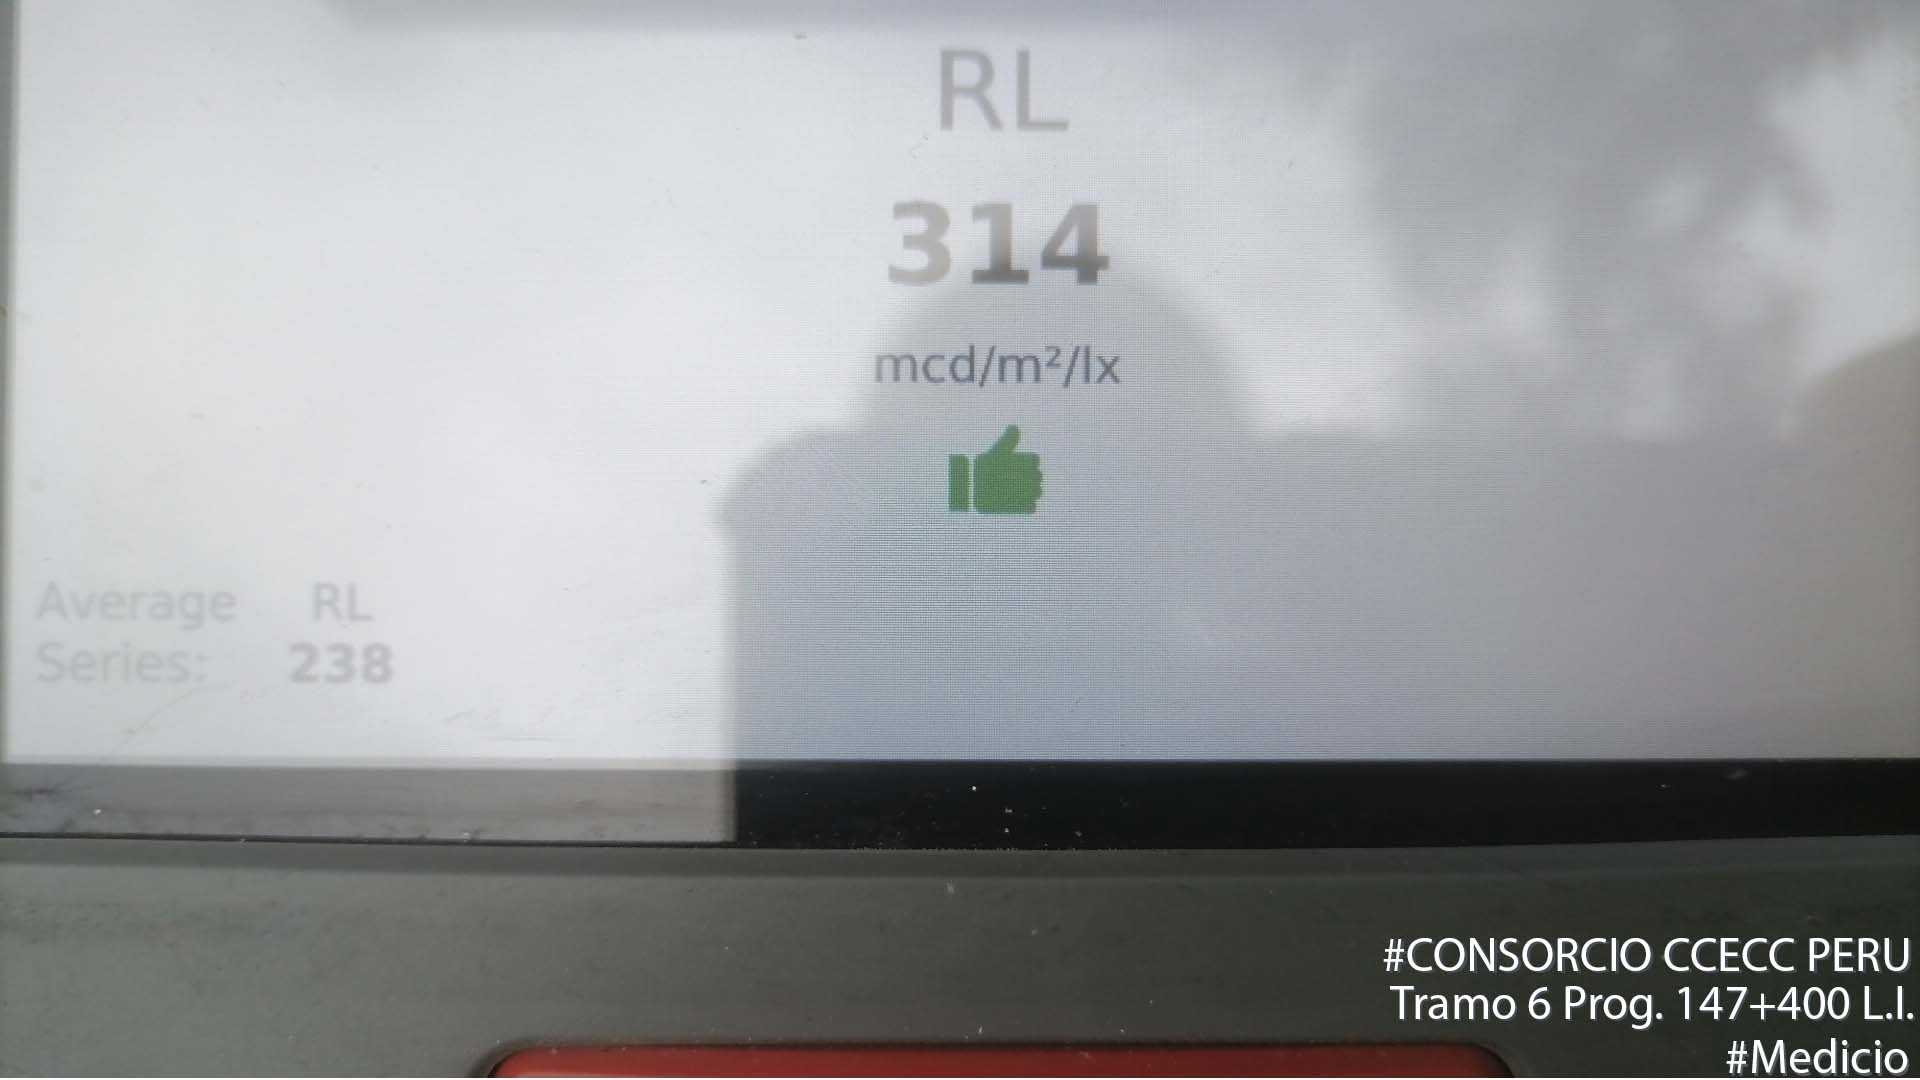 RL
314
mcd/m²/lx
Average RL
Series: 238
#CONSORCIO CCECC PERU
Tramo 6 Prog. 147+400 L.I.
#Medicio